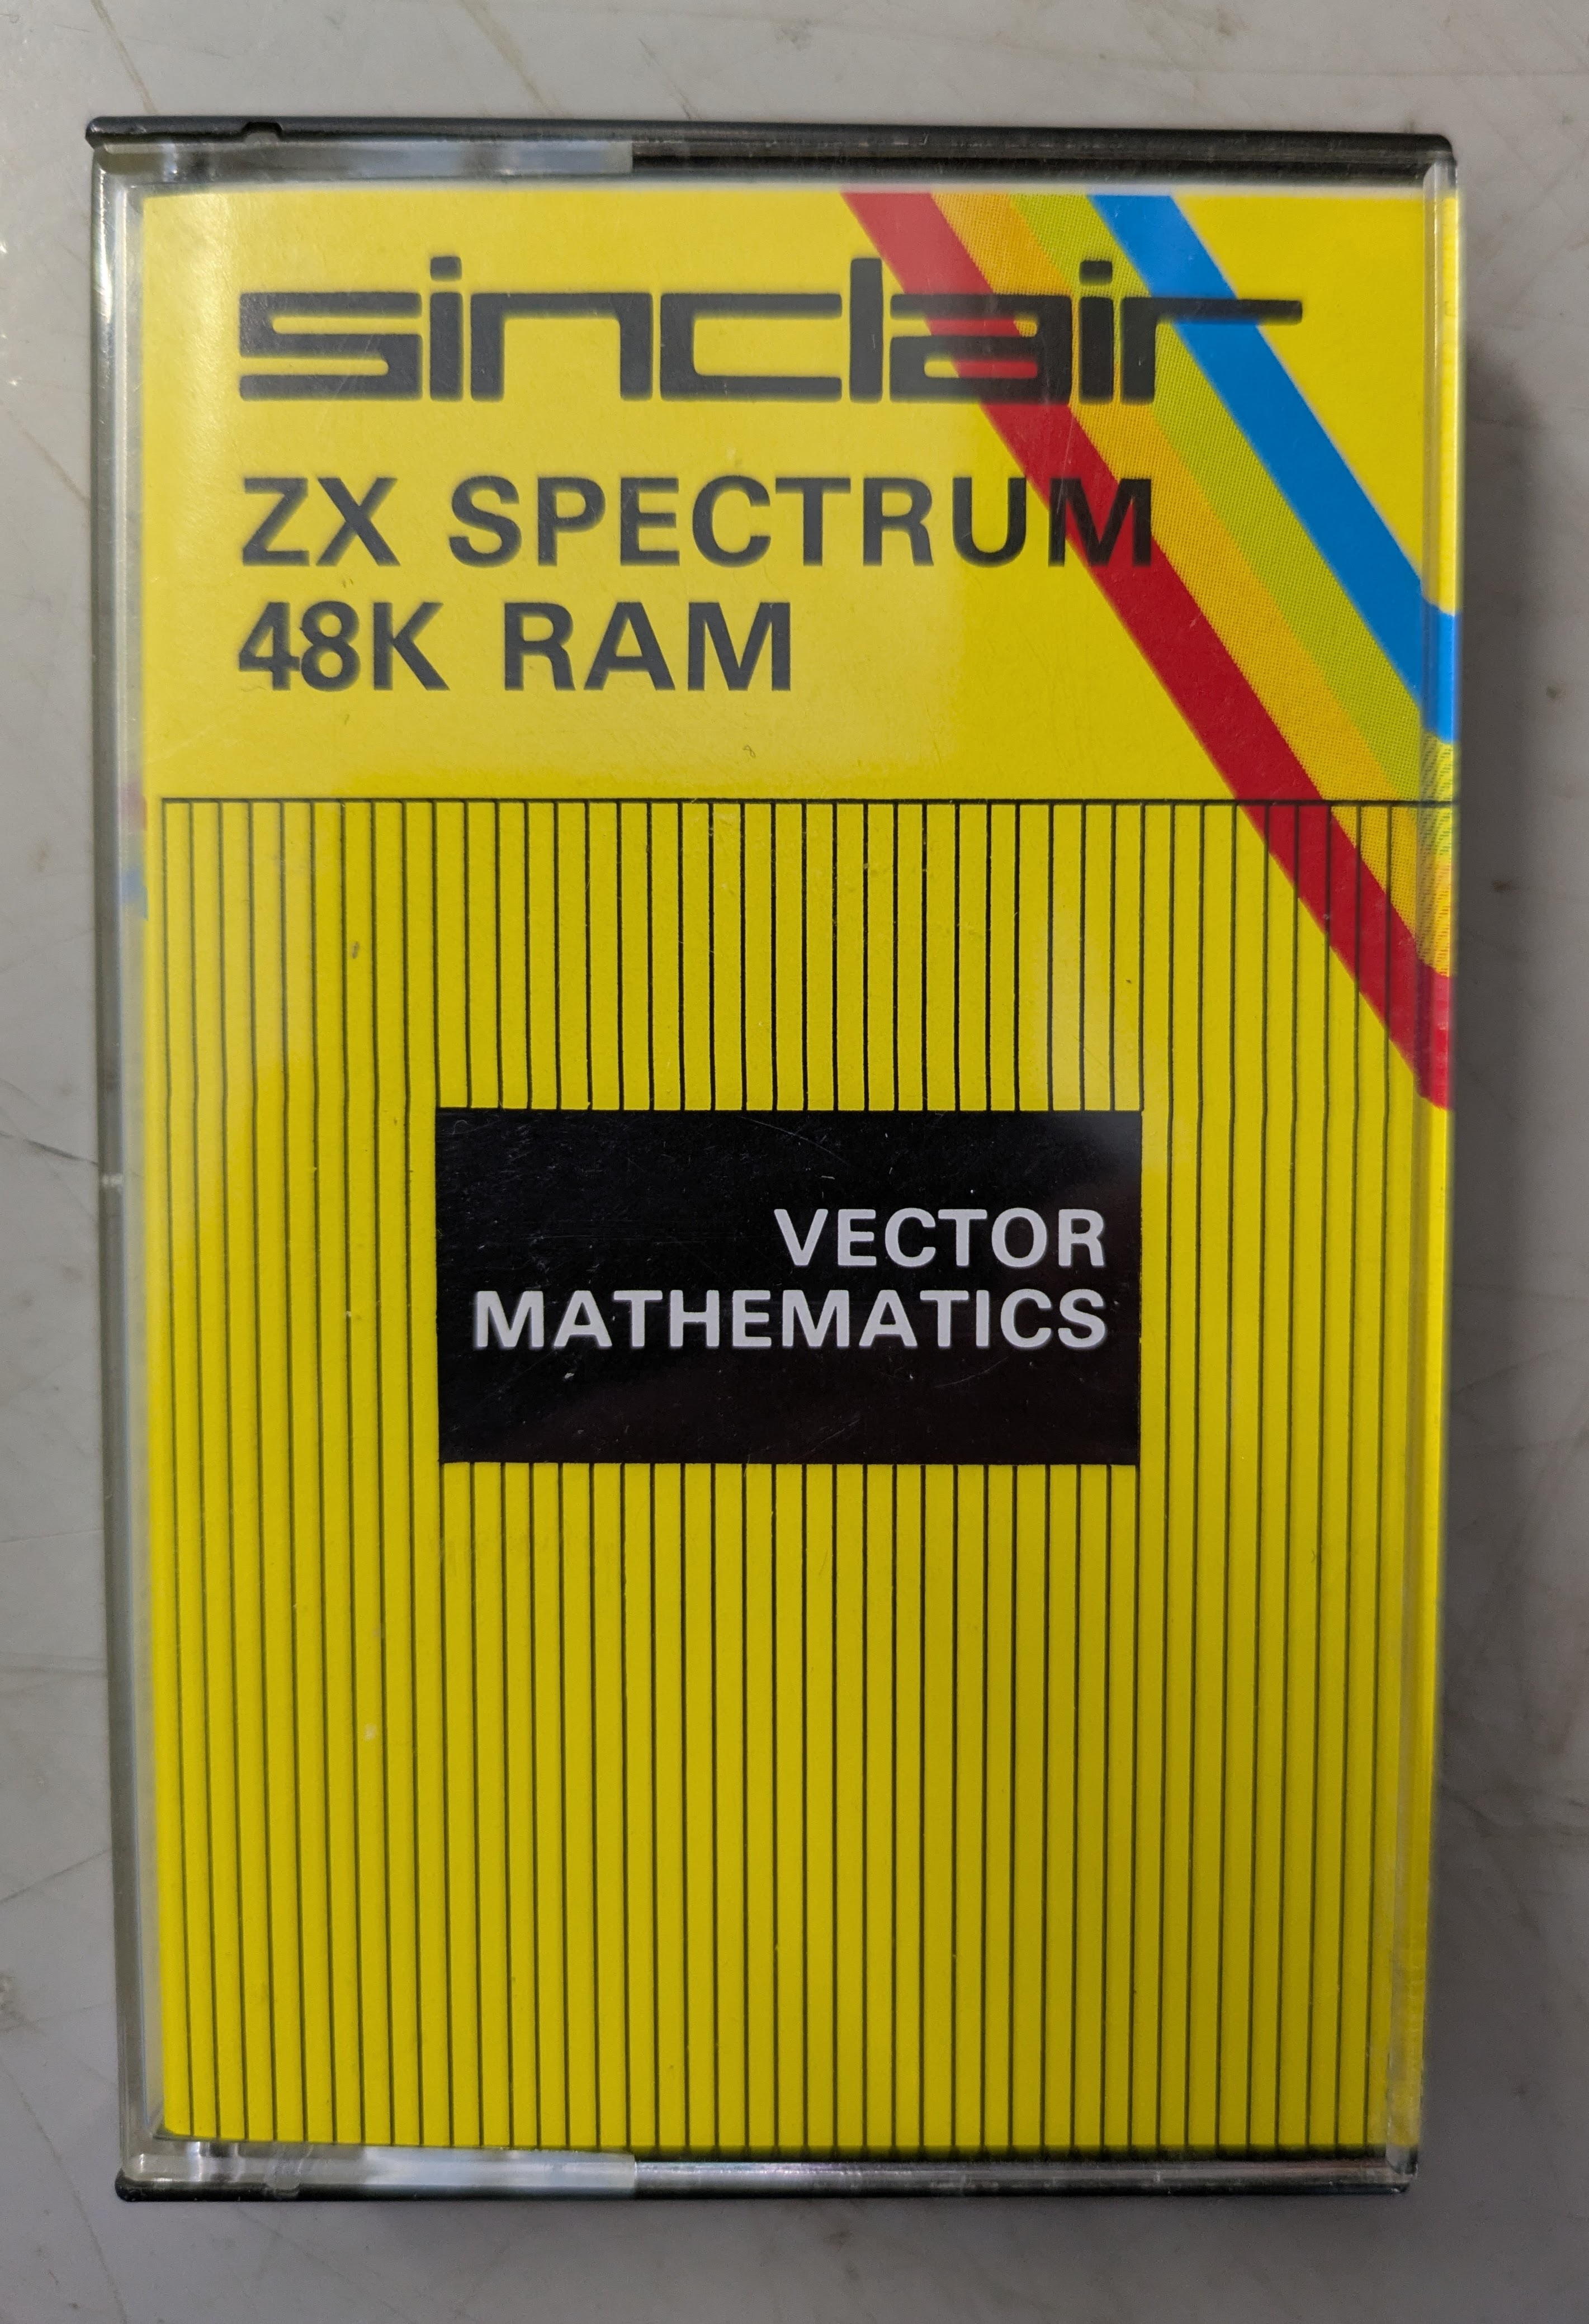 sinclair
ZX SPECTRUM
48K RAM
VECTOR
MATHEMATICS